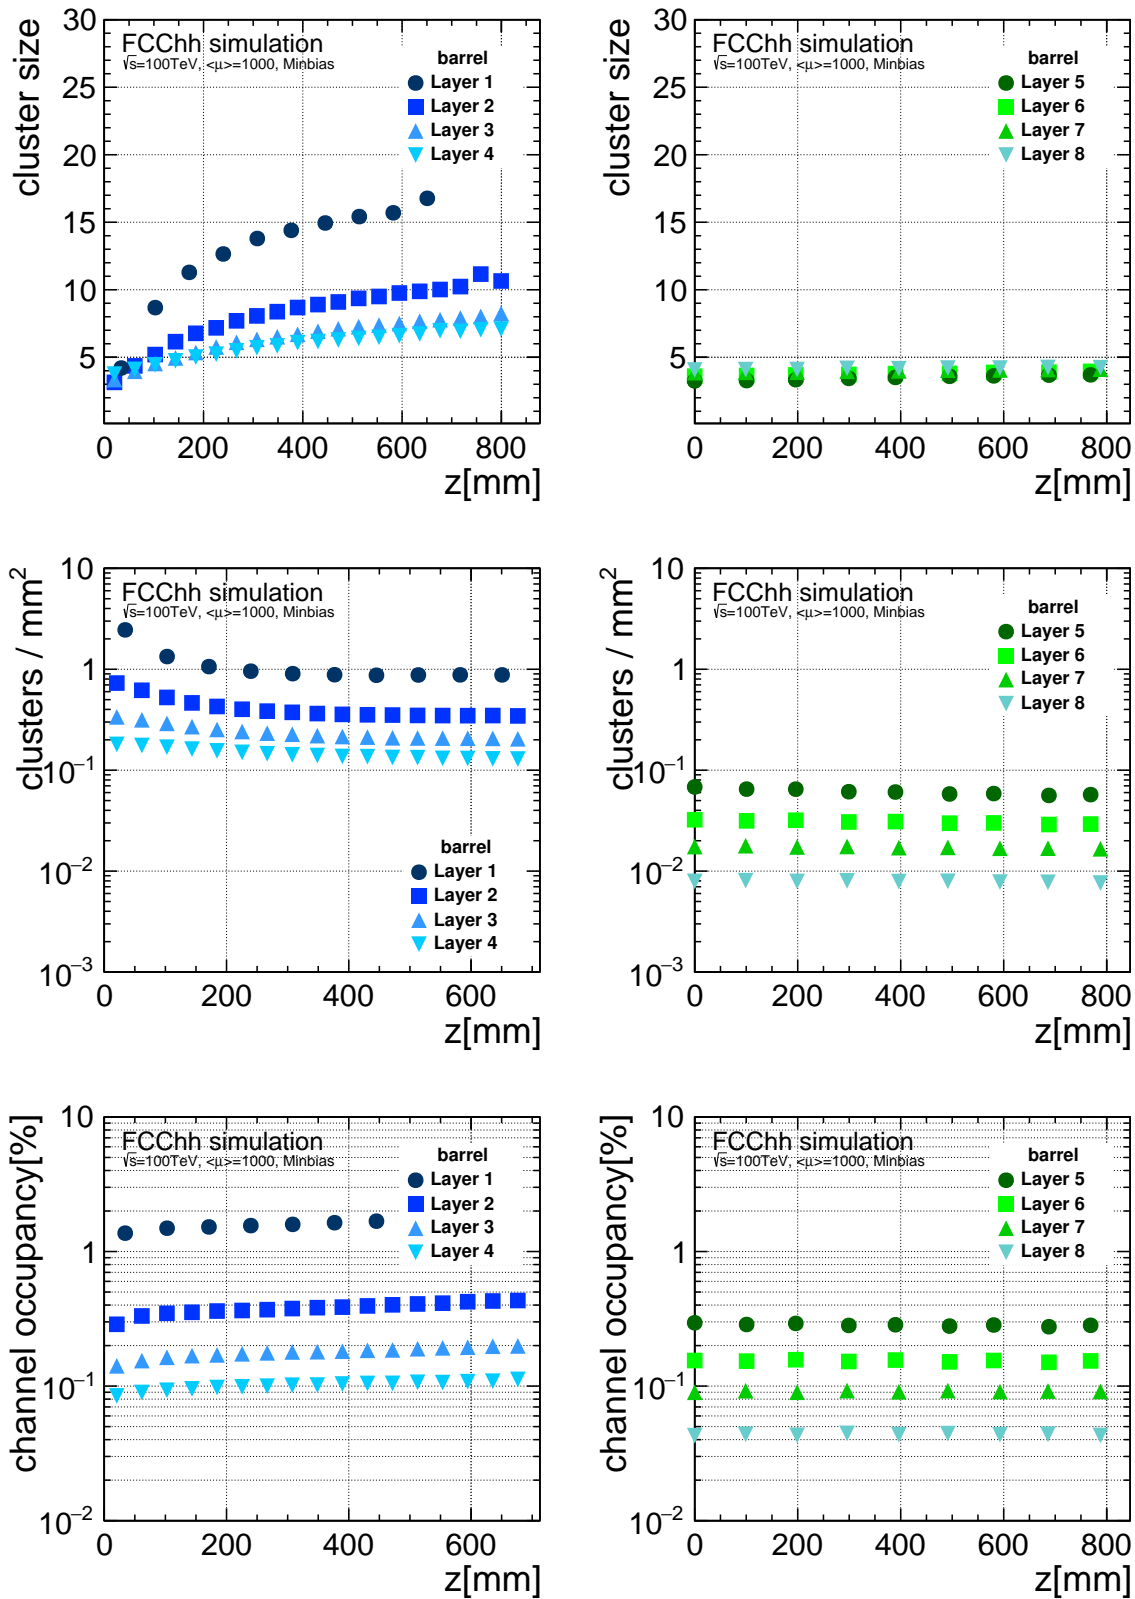 cluster size
30
25
20
15
10
5
FCChh simulation
√s=100TeV, <μ>=1000, Minbias
barrel
Layer 1
Layer 2
Layer 3
Layer 4
0 200 400 600 800
z[mm]
cluster size
30
25
20
15
10
5
FCChh simulation
√s=100TeV, <μ>=1000, Minbias
barrel
Layer 5
Layer 6
Layer 7
Layer 8
0 200 400 600 800
z[mm]
clusters / mm²
10
1
10⁻¹
10⁻²
10⁻³
FCChh simulation
√s=100TeV, <μ>=1000, Minbias
barrel
Layer 1
Layer 2
Layer 3
Layer 4
0 200 400 600
z[mm]
clusters / mm²
10
1
10⁻¹
10⁻²
10⁻³
FCChh simulation
√s=100TeV, <μ>=1000, Minbias
barrel
Layer 5
Layer 6
Layer 7
Layer 8
0 200 400 600 800
z[mm]
channel occupancy[%]
10
1
10⁻¹
10⁻²
FCChh simulation
√s=100TeV, <μ>=1000, Minbias
barrel
Layer 1
Layer 2
Layer 3
Layer 4
0 200 400 600
z[mm]
channel occupancy[%]
10
1
10⁻¹
10⁻²
FCChh simulation
√s=100TeV, <μ>=1000, Minbias
barrel
Layer 5
Layer 6
Layer 7
Layer 8
0 200 400 600 800
z[mm]